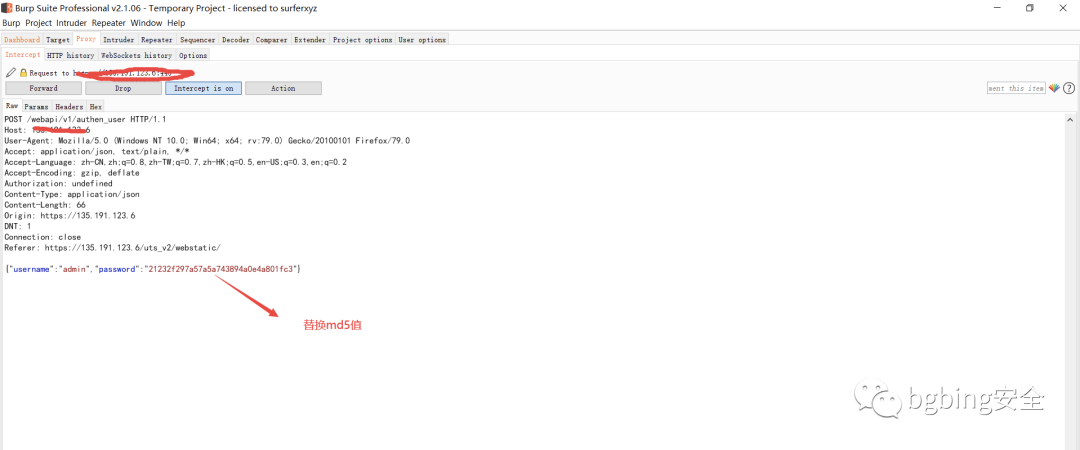 Burp Suite Professional v2.1.06 - Temporary Project - licensed to surferxyz
Burp Project Intruder Repeater Window Help
Dashboard Target Proxy Intruder Repeater Sequencer Decoder Comparer Extender Project options User options
Intercept HTTP history WebSockets history Options
Request to
Forward Drop Intercept is on Action ment this item ?
Raw Params Headers Hex
POST /webapi/v1/authen_user HTTP/1.1
Host:
User-Agent: Mozilla/5.0 (Windows NT 10.0; Win64; x64; rv:79.0) Gecko/20100101 Firefox/79.0
Accept: application/json, text/plain, */*
Accept-Language: zh-CN,zh;q=0.8,zh-TW;q=0.7,zh-HK;q=0.5,en-US;q=0.3,en;q=0.2
Accept-Encoding: gzip, deflate
Authorization: undefined
Content-Type: application/json
Content-Length: 66
Origin: https://135.191.123.6
DNT: 1
Connection: close
Referer: https://135.191.123.6/uts_v2/webstatic/
{"username":"admin","password":"21232f297a57a5a743894a0e4a801fc3"}
替换md5值
bgbing安全